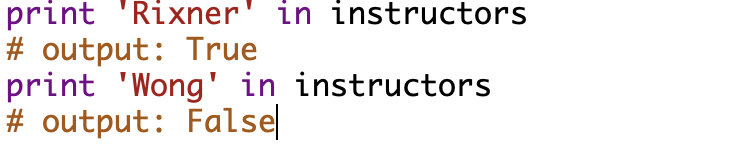 print 'Rixner' in instructors
# output: True
print 'Wong' in instructors
# output: False